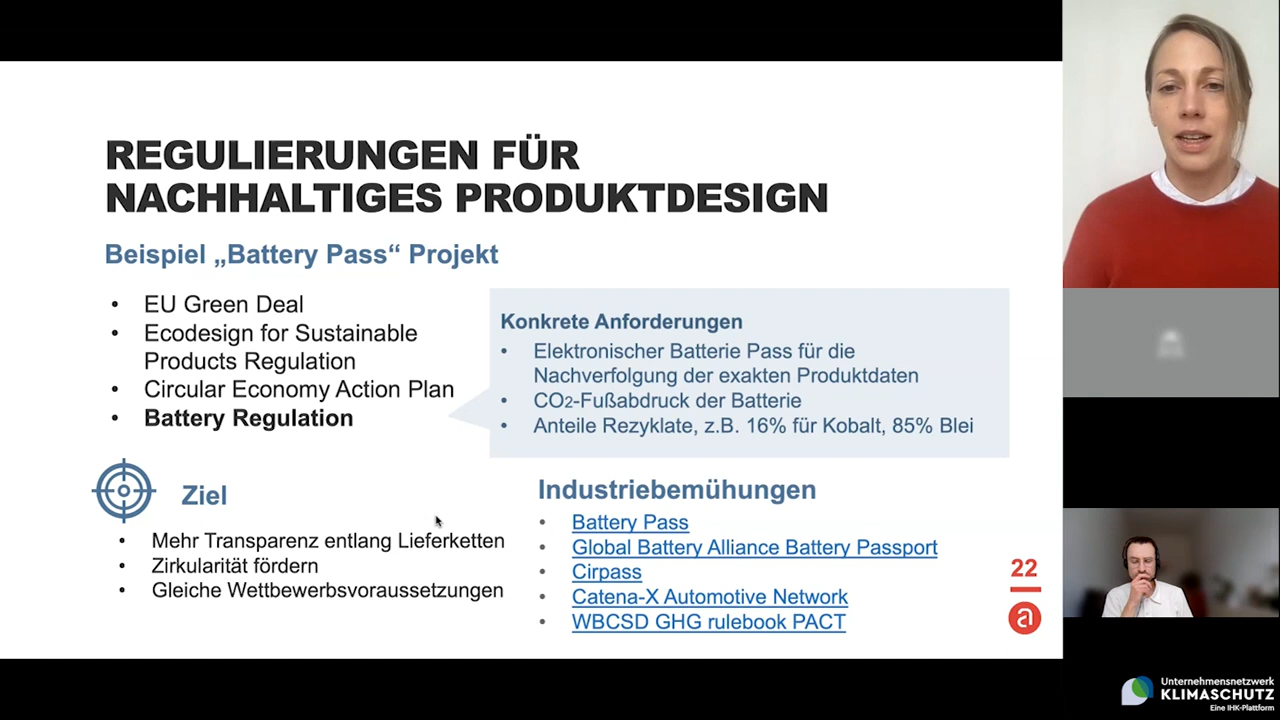 REGULIERUNGEN FÜR
NACHHALTIGES PRODUKTDESIGN
Beispiel „Battery Pass“ Projekt
• EU Green Deal
• Ecodesign for Sustainable
Products Regulation
• Circular Economy Action Plan
• Battery Regulation
Konkrete Anforderungen
• Elektronischer Batterie Pass für die
Nachverfolgung der exakten Produktdaten
• CO2-Fußabdruck der Batterie
• Anteile Rezyklate, z.B. 16% für Kobalt, 85% Blei
Ziel
• Mehr Transparenz entlang Lieferketten
• Zirkularität fördern
• Gleiche Wettbewerbsvoraussetzungen
Industriebemühungen
• Battery Pass
• Global Battery Alliance Battery Passport
• Cirpass
• Catena-X Automotive Network
• WBCSD GHG rulebook PACT
22
a
Unternehmensnetzwerk
KLIMASCHUTZ
Eine IHK-Plattform